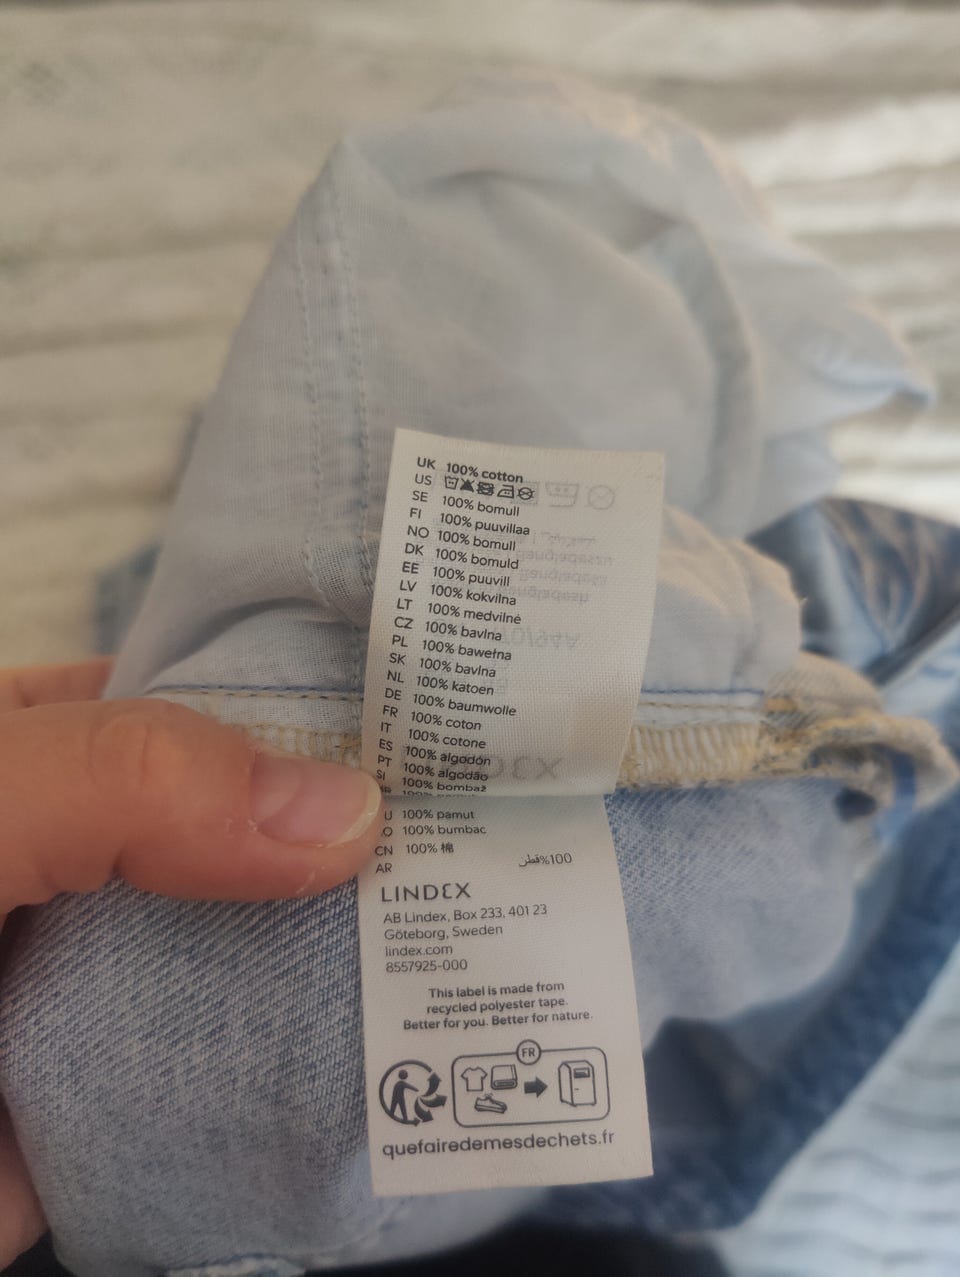 UK 100% cotton
US
SE 100% bomull
FI 100% puuvillaa
NO 100% bomull
DK 100% bomuld
EE 100% puuvill
LV 100% kokvilna
LT 100% medvilnė
CZ 100% bavlna
PL 100% bawełna
SK 100% bavlna
NL 100% katoen
DE 100% baumwolle
FR 100% coton
IT 100% cotone
ES 100% algodón
PT 100% algodão
SI 100% bombaž
U 100% pamut
O 100% bumbac
CN 100% 棉
AR 100%قطن
LINDEX
AB Lindex, Box 233, 401 23
Göteborg, Sweden
lindex.com
8557925-000
This label is made from
recycled polyester tape.
Better for you. Better for nature.
FR
quefairedemesdechets.fr